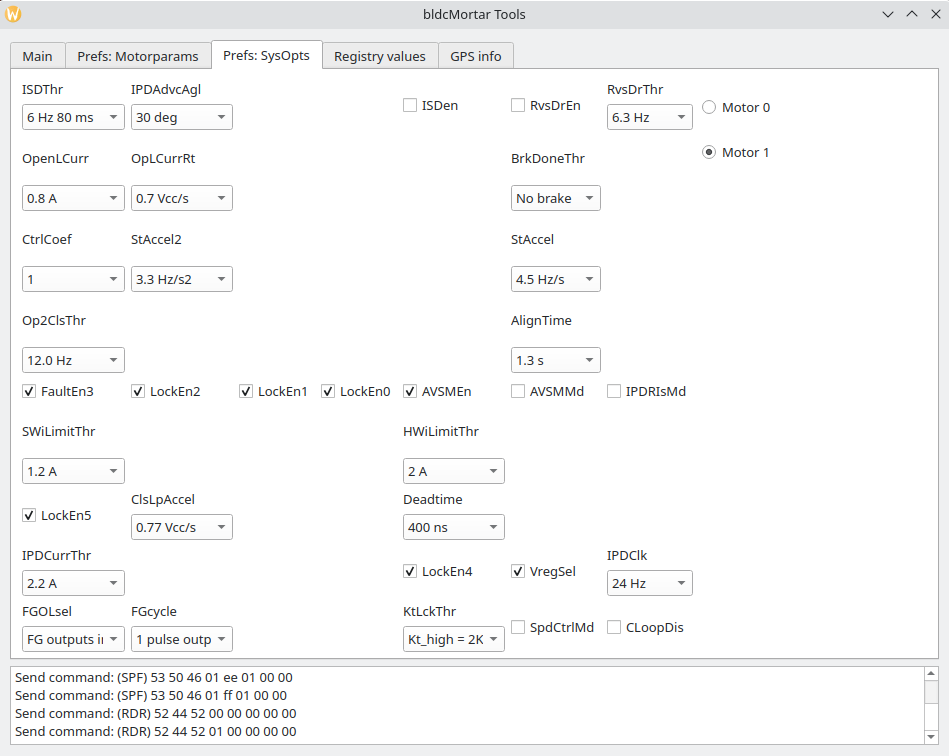 bldcMortar Tools
Main Prefs: Motorparams Prefs: SysOpts Registry values GPS info
ISDThr IPDAdvcAgl RvsDrThr
6 Hz 80 ms 30 deg ISDen RvsDrEn 6.3 Hz Motor 0
Motor 1
OpenLCurr OpLCurrRt BrkDoneThr
0.8 A 0.7 Vcc/s No brake
CtrlCoef StAccel2 StAccel
1 3.3 Hz/s2 4.5 Hz/s
Op2ClsThr AlignTime
12.0 Hz 1.3 s
FaultEn3 LockEn2 LockEn1 LockEn0 AVSMEn AVSMMd IPDRIsMd
SWiLimitThr HWiLimitThr
1.2 A 2 A
ClsLpAccel Deadtime
LockEn5 0.77 Vcc/s 400 ns
IPDCurrThr IPDClk
2.2 A LockEn4 VregSel 24 Hz
FGOLsel FGcycle KtLckThr
FG outputs i 1 pulse outp Kt_high = 2K SpdCtrlMd CLoopDis
Send command: (SPF) 53 50 46 01 ee 01 00 00
Send command: (SPF) 53 50 46 01 ff 01 00 00
Send command: (RDR) 52 44 52 00 00 00 00 00
Send command: (RDR) 52 44 52 01 00 00 00 00